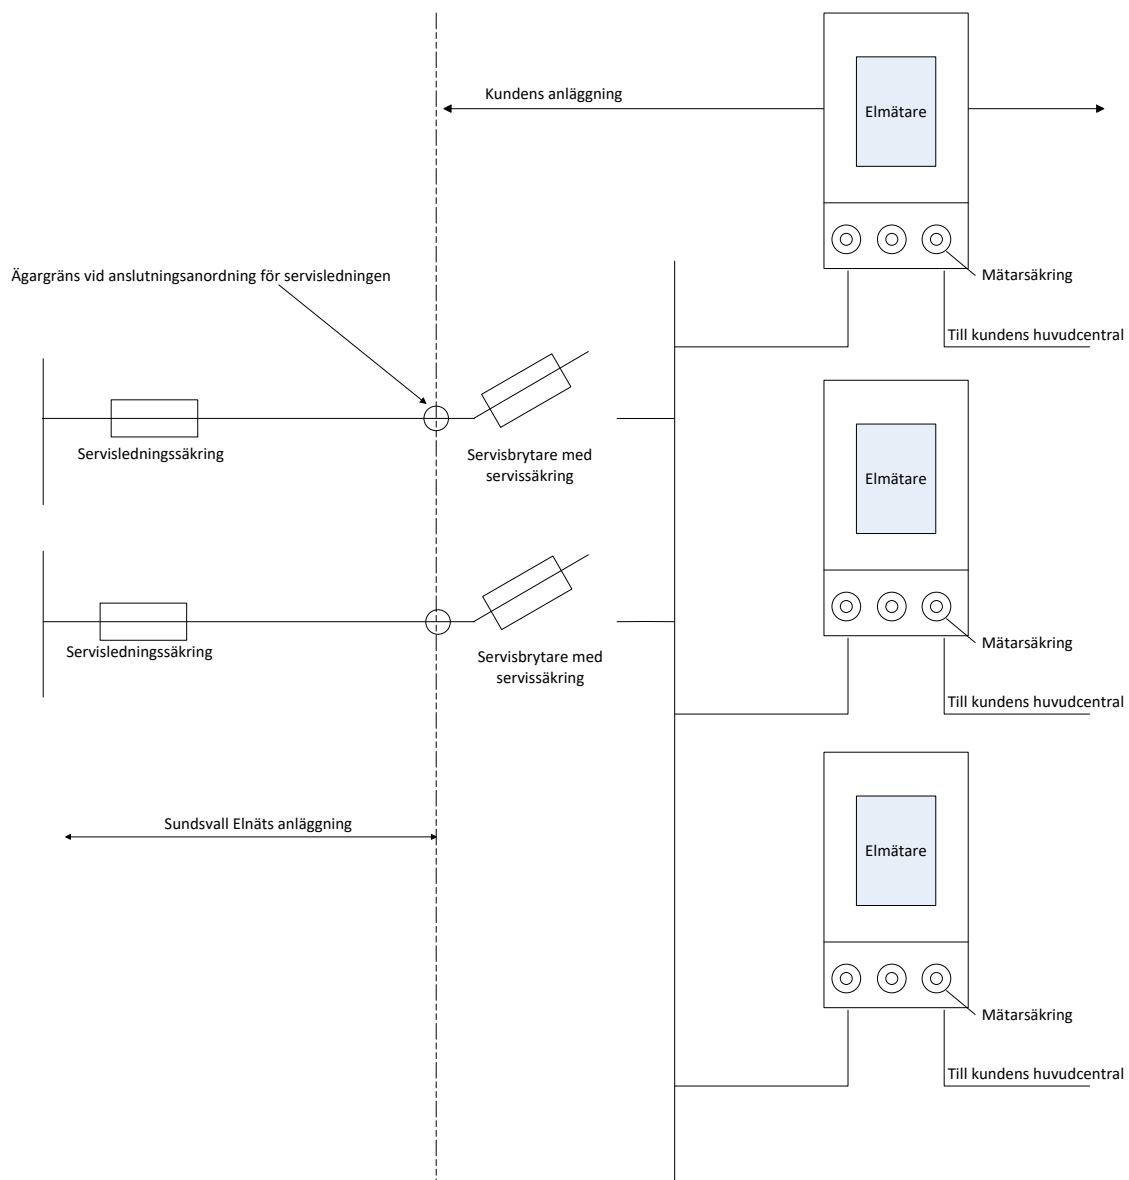 Kundens anläggning
Elmätare
Ägargräns vid anslutningsanordning för servisledningen
Mätarsäkring
Till kundens huvudcentral
Servisledningssäkring
Servisbrytare med
servissäkring
Elmätare
Servisledningssäkring
Servisbrytare med
servissäkring
Mätarsäkring
Till kundens huvudcentral
Sundsvall Elnäts anläggning
Elmätare
Mätarsäkring
Till kundens huvudcentral